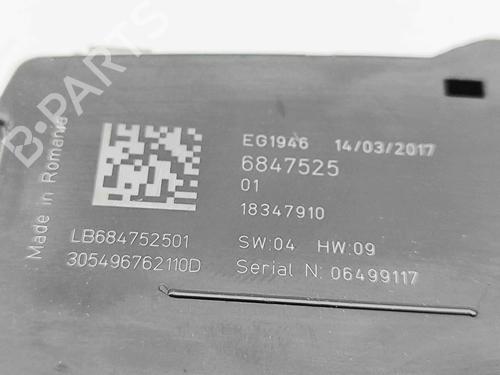 B-PARTS
Made in Romania
EG1946 14/03/2017
6847525
01
18347910
LB684752501
SW:04 HW:09
305496762110D
Serial N: 06499117